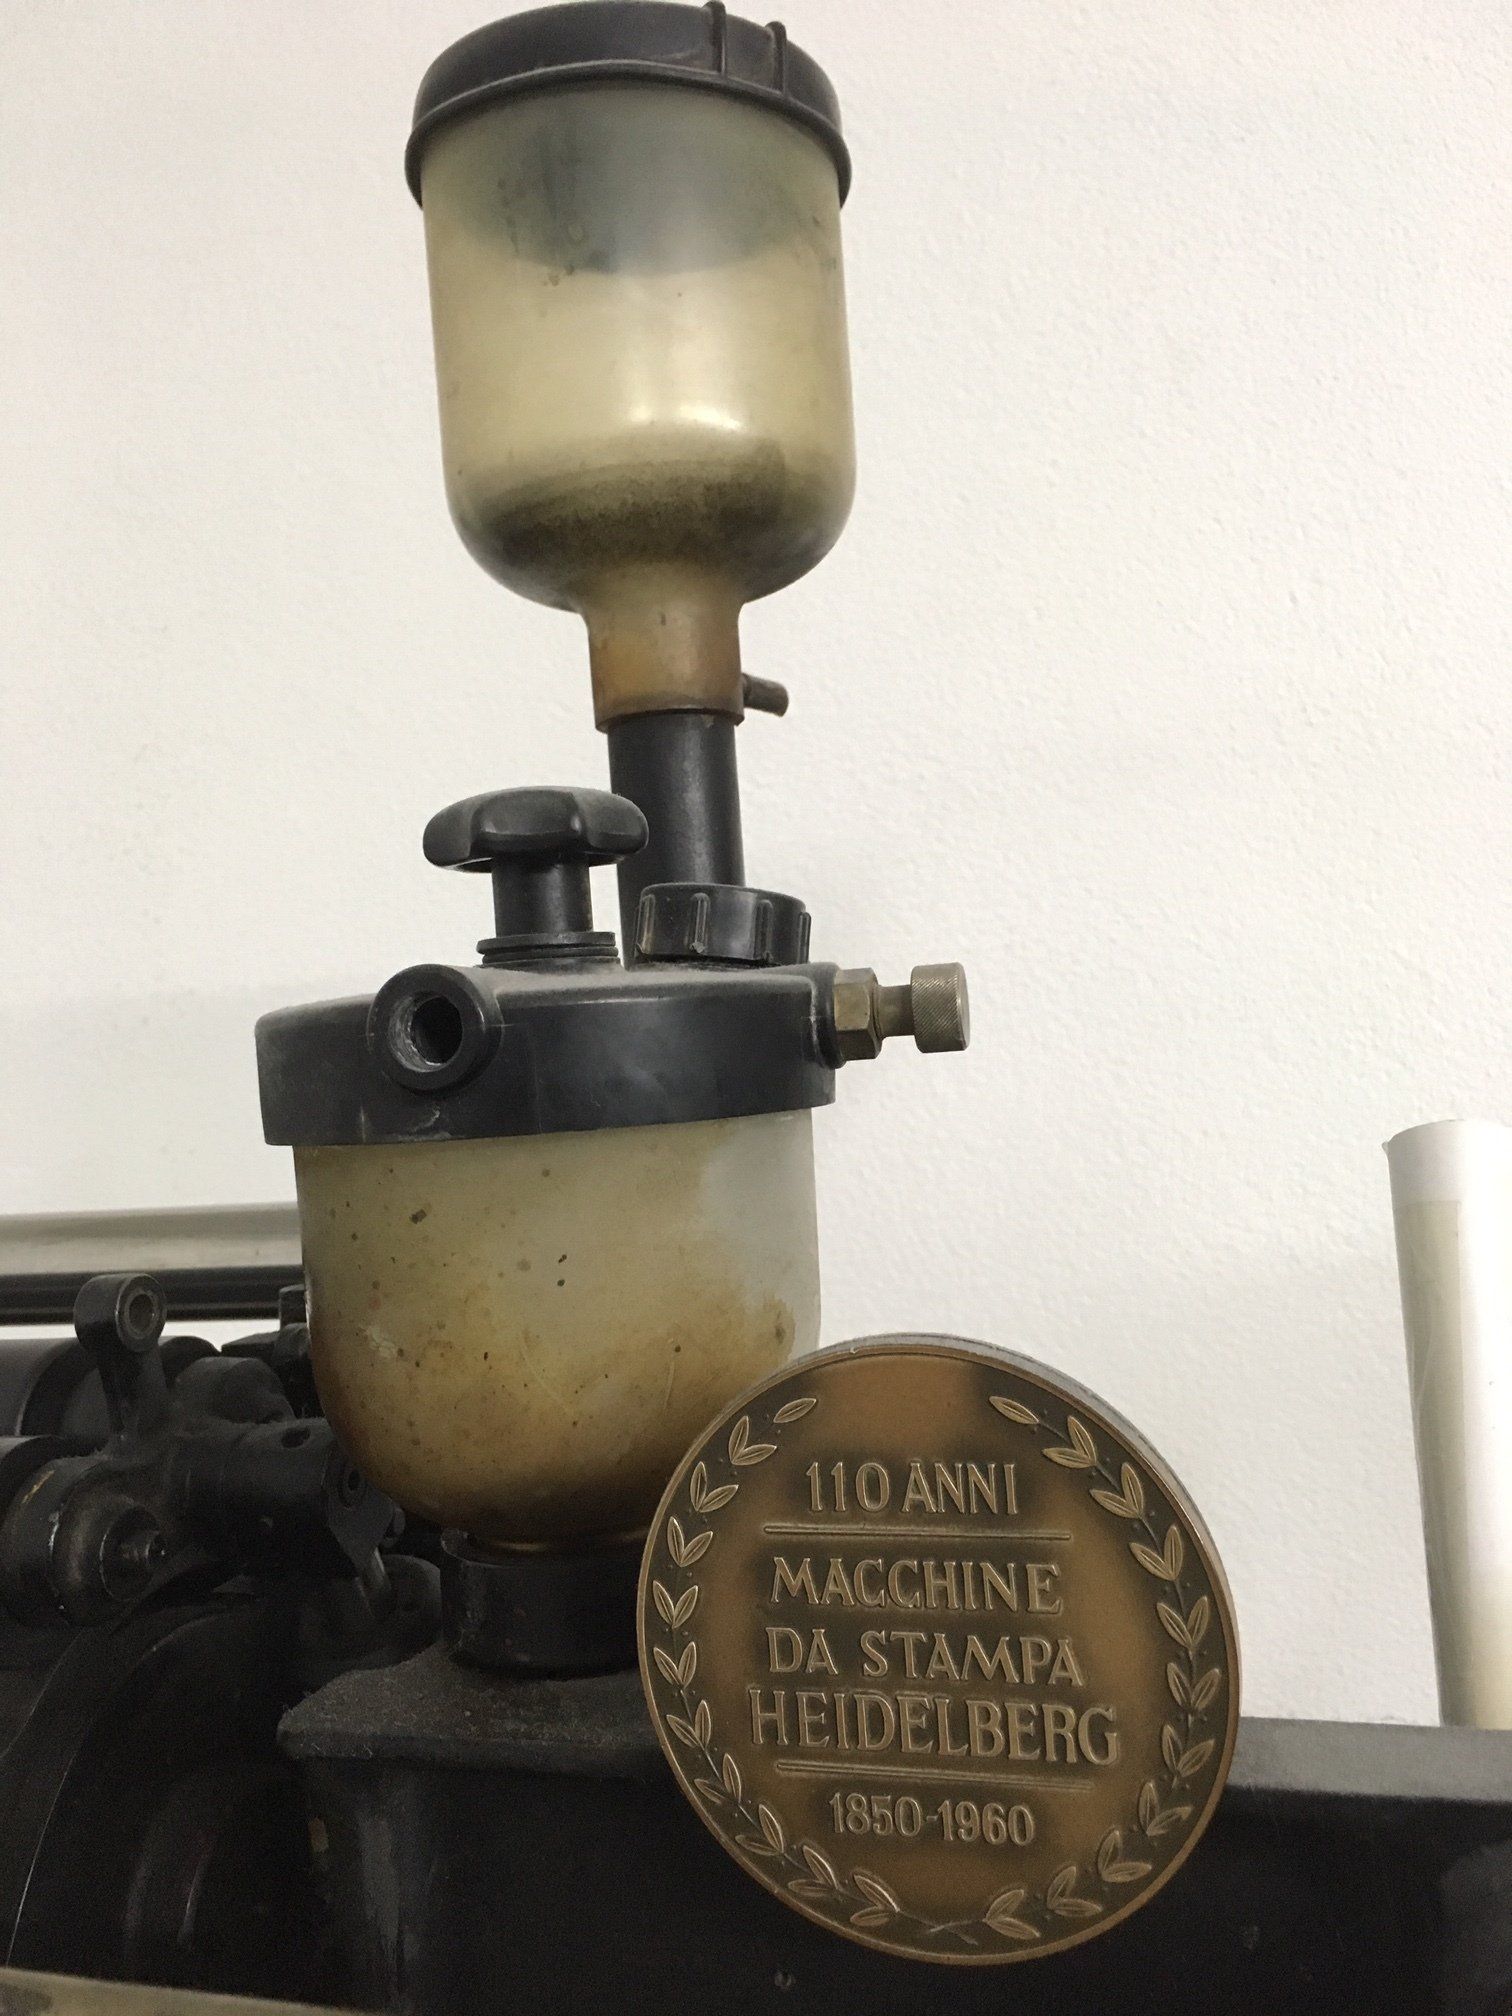 110 ANNI
MACCHINE
DA STAMPA
HEIDELBERG
1850-1960